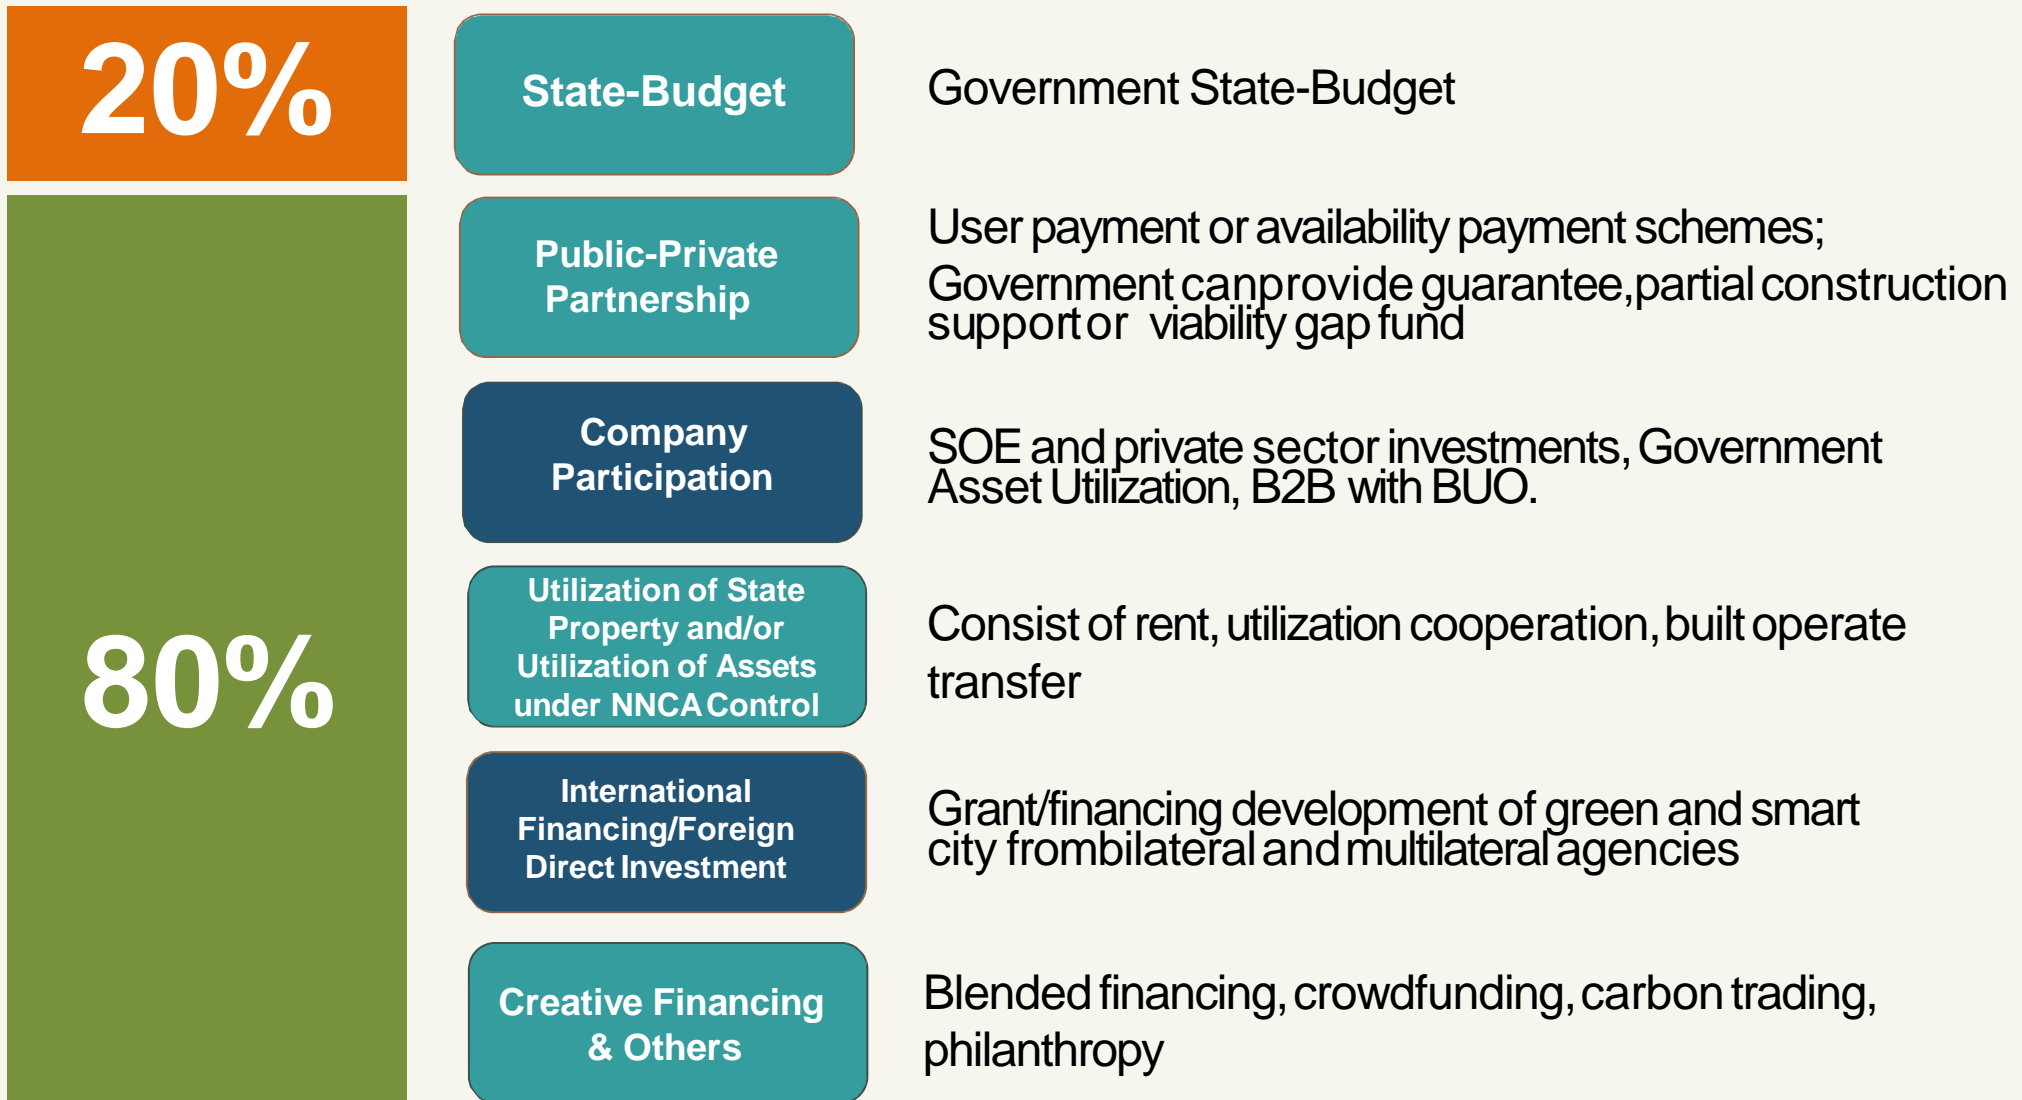 20%
State-Budget
Government State-Budget
80%
Public-Private
Partnership
User payment or availability payment schemes;
Government canprovide guarantee,partial construction
support or viability gap fund
Company
Participation
SOE and private sector investments, Government
Asset Utilization, B2B with BUO.
Utilization of State
Property and/or
Utilization of Assets
under NNCA Control
Consist of rent, utilization cooperation, built operate
transfer
International
Financing/Foreign
Direct Investment
Grant/financing development of green and smart
city frombilateral and multilateral agencies
Creative Financing
& Others
Blended financing, crowdfunding, carbon trading,
philanthropy